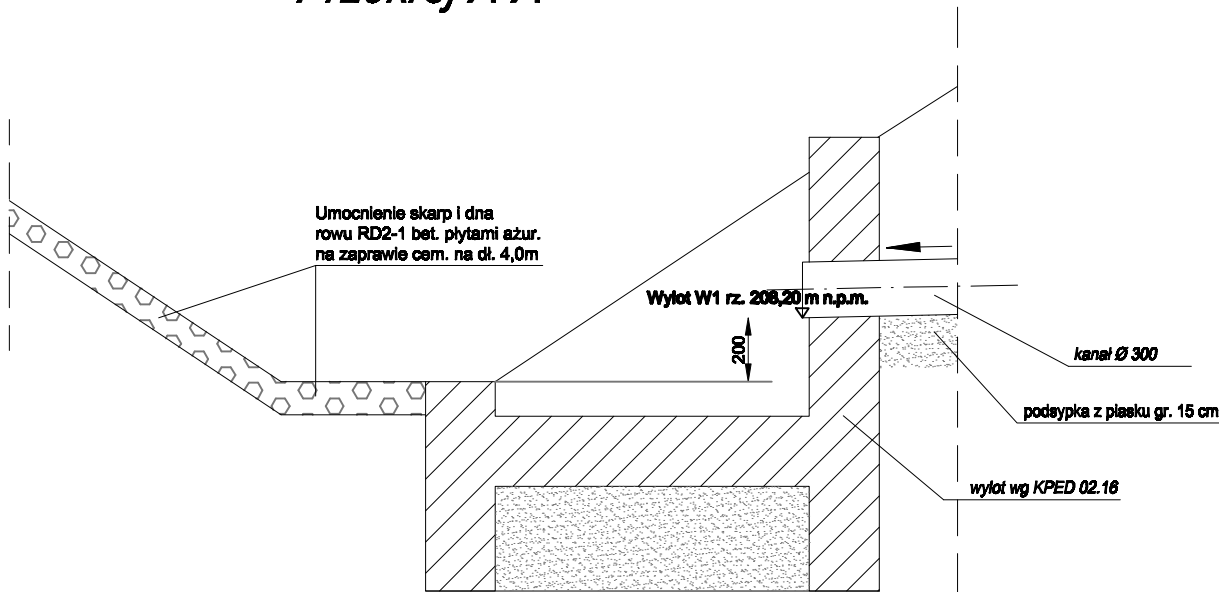 Przekrój A-A
Umocnienie skarp i dna
rowu RD2-1 bet. płytami ażur.
na zaprawie cem. na dł. 4,0m
Wylot W1 rz. 208,20 m n.p.m.
200
kanał Ø 300
podsypka z piasku gr. 15 cm
wylot wg KPED 02.16